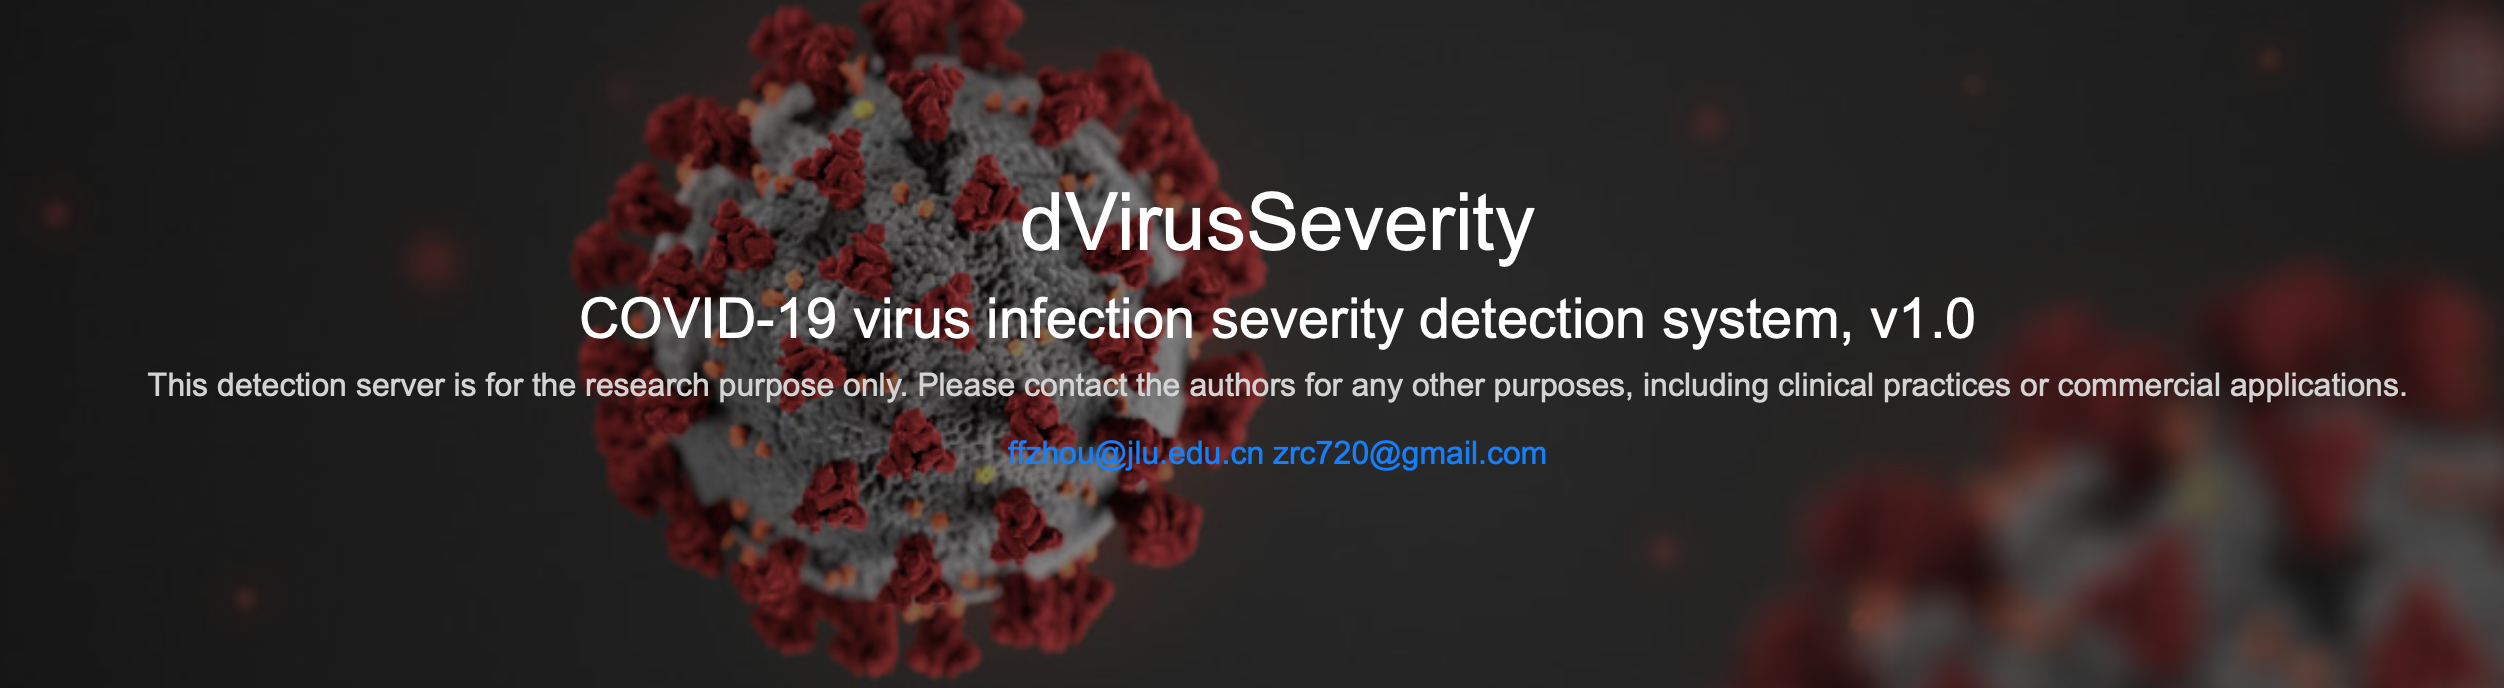 dVirusSeverity
COVID-19 virus infection severity detection system, v1.0
This detection server is for the research purpose only. Please contact the authors for any other purposes, including clinical practices or commercial applications.
ffzhou@jlu.edu.cn zrc720@gmail.com